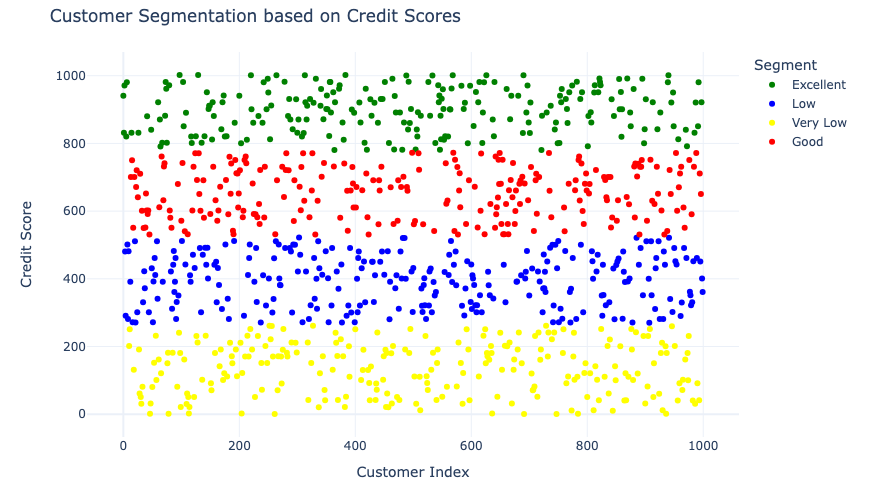 Customer Segmentation based on Credit Scores
Segment
Excellent
Low
Very Low
Good
Credit Score
1000
800
600
400
200
0
0 200 400 600 800 1000
Customer Index